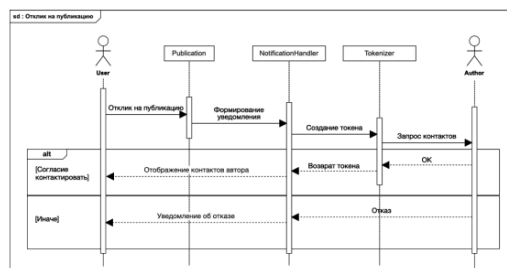 sd : Отклик на публикацию
User
Publication
NotificationHandler
Tokenizer
Author
Отклик на публикацию
Формирование
уведомления
Создание токена
Запрос контактов
alt
[Согласие
контактировать]
OK
Возврат токена
Отображение контактов автора
[Иначе]
Отказ
Уведомление об отказе